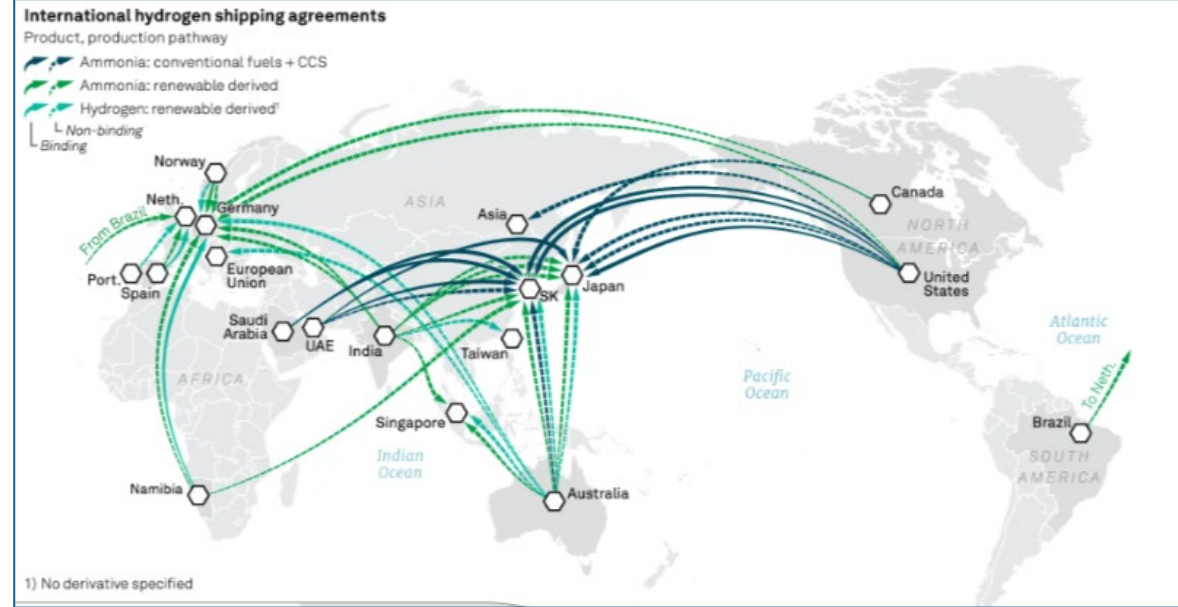 International hydrogen shipping agreements
Product, production pathway
Ammonia: conventional fuels + CCS
Ammonia: renewable derived
Hydrogen: renewable derived¹
Non-binding
Binding
Norway
Neth.
Germany
From Brazil
Port.
Spain
European
Union
ASIA
Asia
Canada
NORTH
AMERICA
United
States
SK
Japan
Saudi
Arabia
UAE
India
Taiwan
AFRICA
Singapore
Indian
Ocean
Pacific
Ocean
Atlantic
Ocean
To Neth.
Brazil
SOUTH
AMERICA
Namibia
Australia
1) No derivative specified